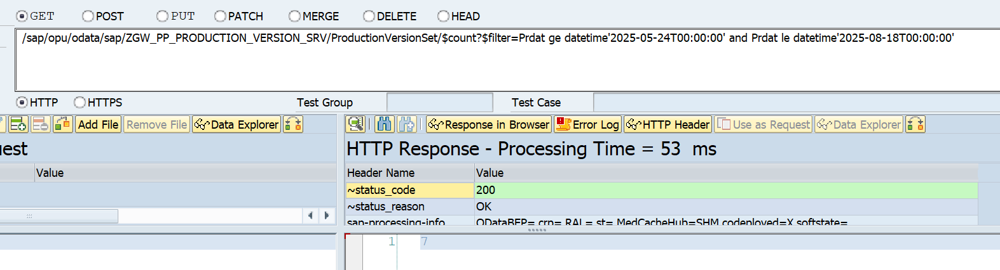 GET POST PUT PATCH MERGE DELETE HEAD
/sap/opu/odata/sap/ZGW_PP_PRODUCTION_VERSION_SRV/ProductionVersionSet/$count?$filter=Prdat ge datetime'2025-05-24T00:00:00' and Prdat le datetime'2025-08-18T00:00:00'
HTTP HTTPS Test Group Test Case
Add File Remove File Data Explorer Response in Browser Error Log HTTP Header Use as Request Data Explorer
HTTP Response - Processing Time = 53 ms
Value Header Name Value
~status_code 200
~status_reason OK
sap-processing-info ODataBEP= crp= RAL= st= MedCacheHub=SHM codeployed=X softstate=
1 7